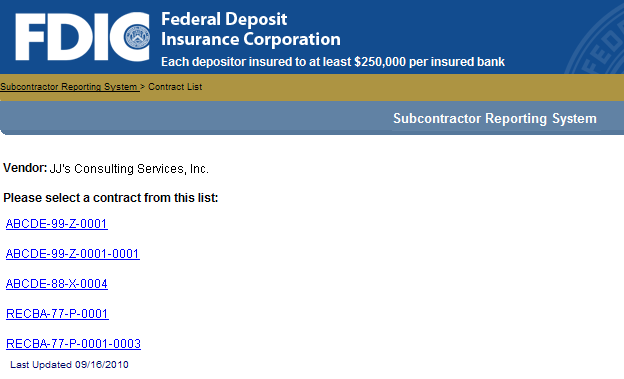 FDIC
Federal Deposit
Insurance Corporation
Each depositor insured to at least $250,000 per insured bank
FEDE
Subcontractor Reporting System > Contract List
Subcontractor Reporting System
Vendor: JJ's Consulting Services, Inc.
Please select a contract from this list:
ABCDE-99-Z-0001
ABCDE-99-Z-0001-0001
ABCDE-88-X-0004
RECBA-77-P-0001
RECBA-77-P-0001-0003
Last Updated 09/16/2010